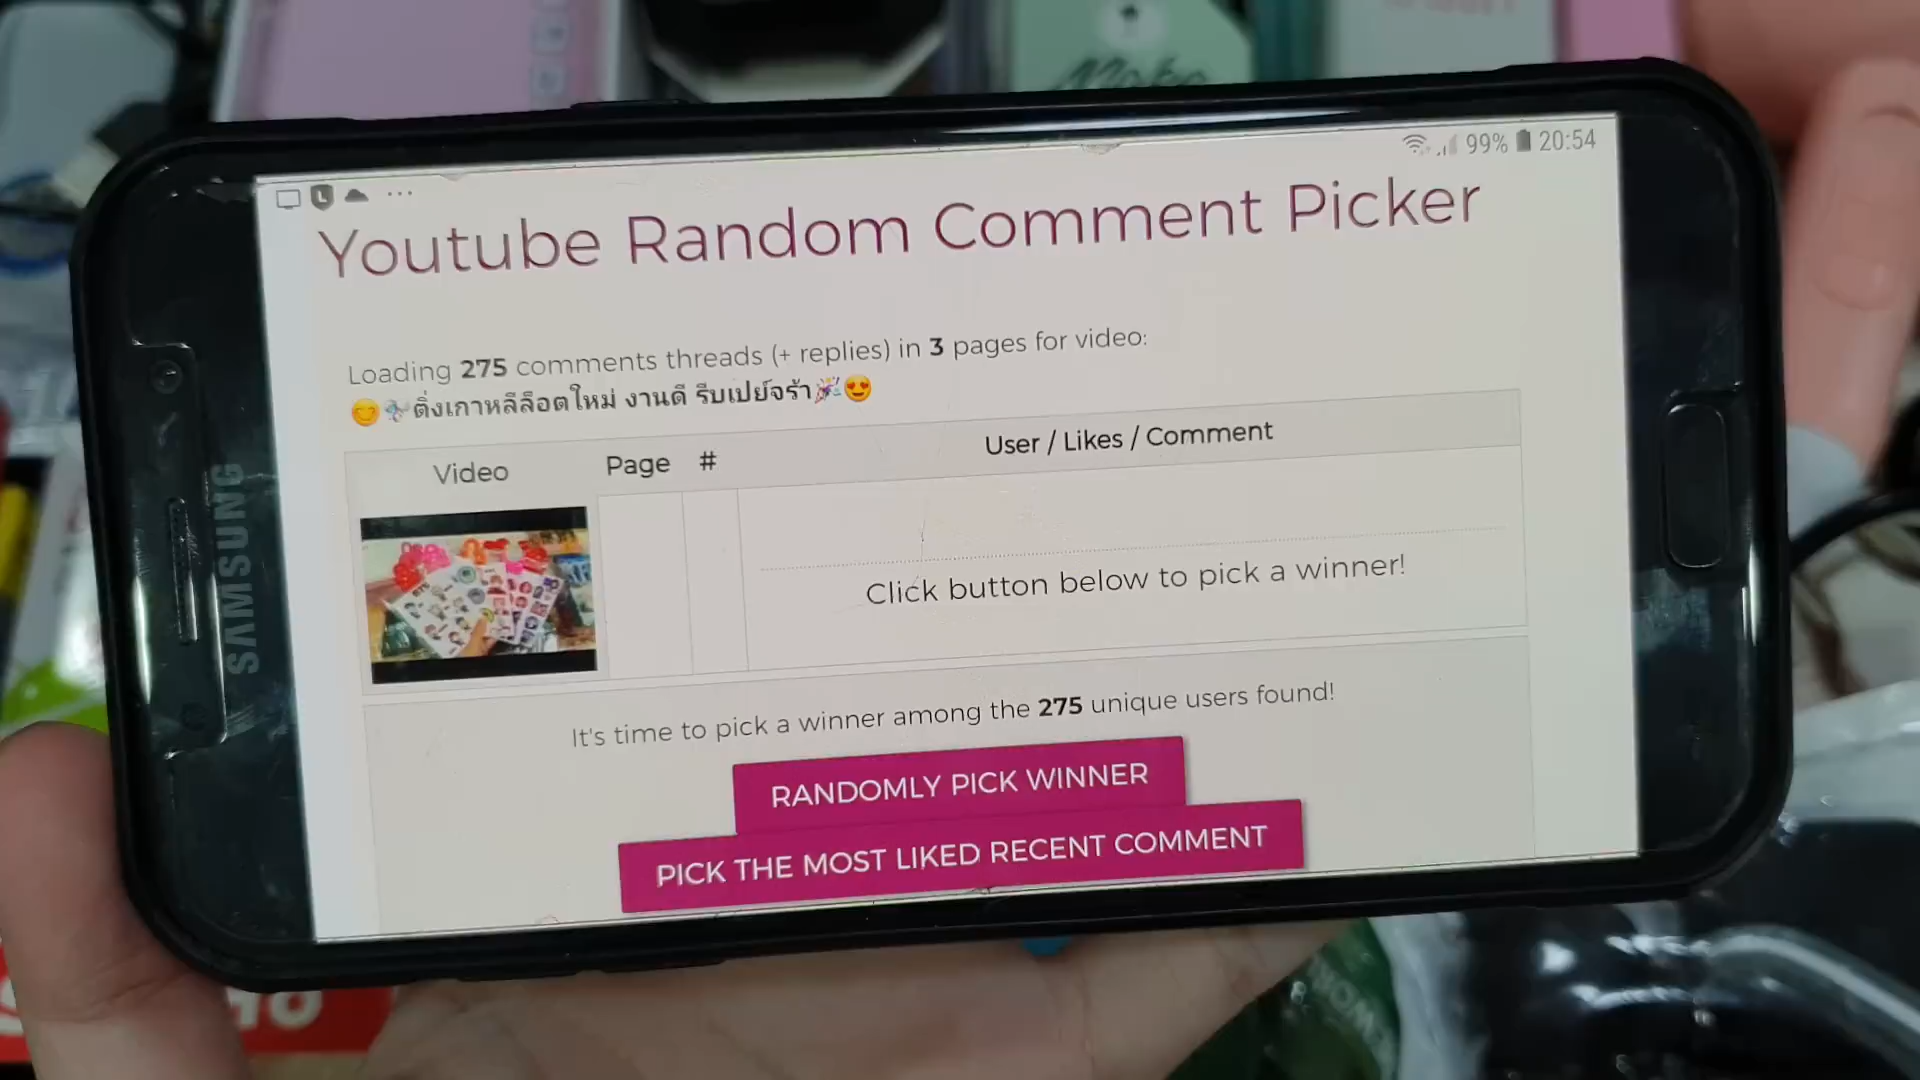 99% 20:54
Youtube Random Comment Picker
Loading 275 comments threads (+ replies) in 3 pages for video:
😊 ติ่งเกาหลีล็อตใหม่ งานดี รีบเปย์จร้า🎉😍
Video Page # User / Likes / Comment
Click button below to pick a winner!
It's time to pick a winner among the 275 unique users found!
RANDOMLY PICK WINNER
PICK THE MOST LIKED RECENT COMMENT
SAMSUNG